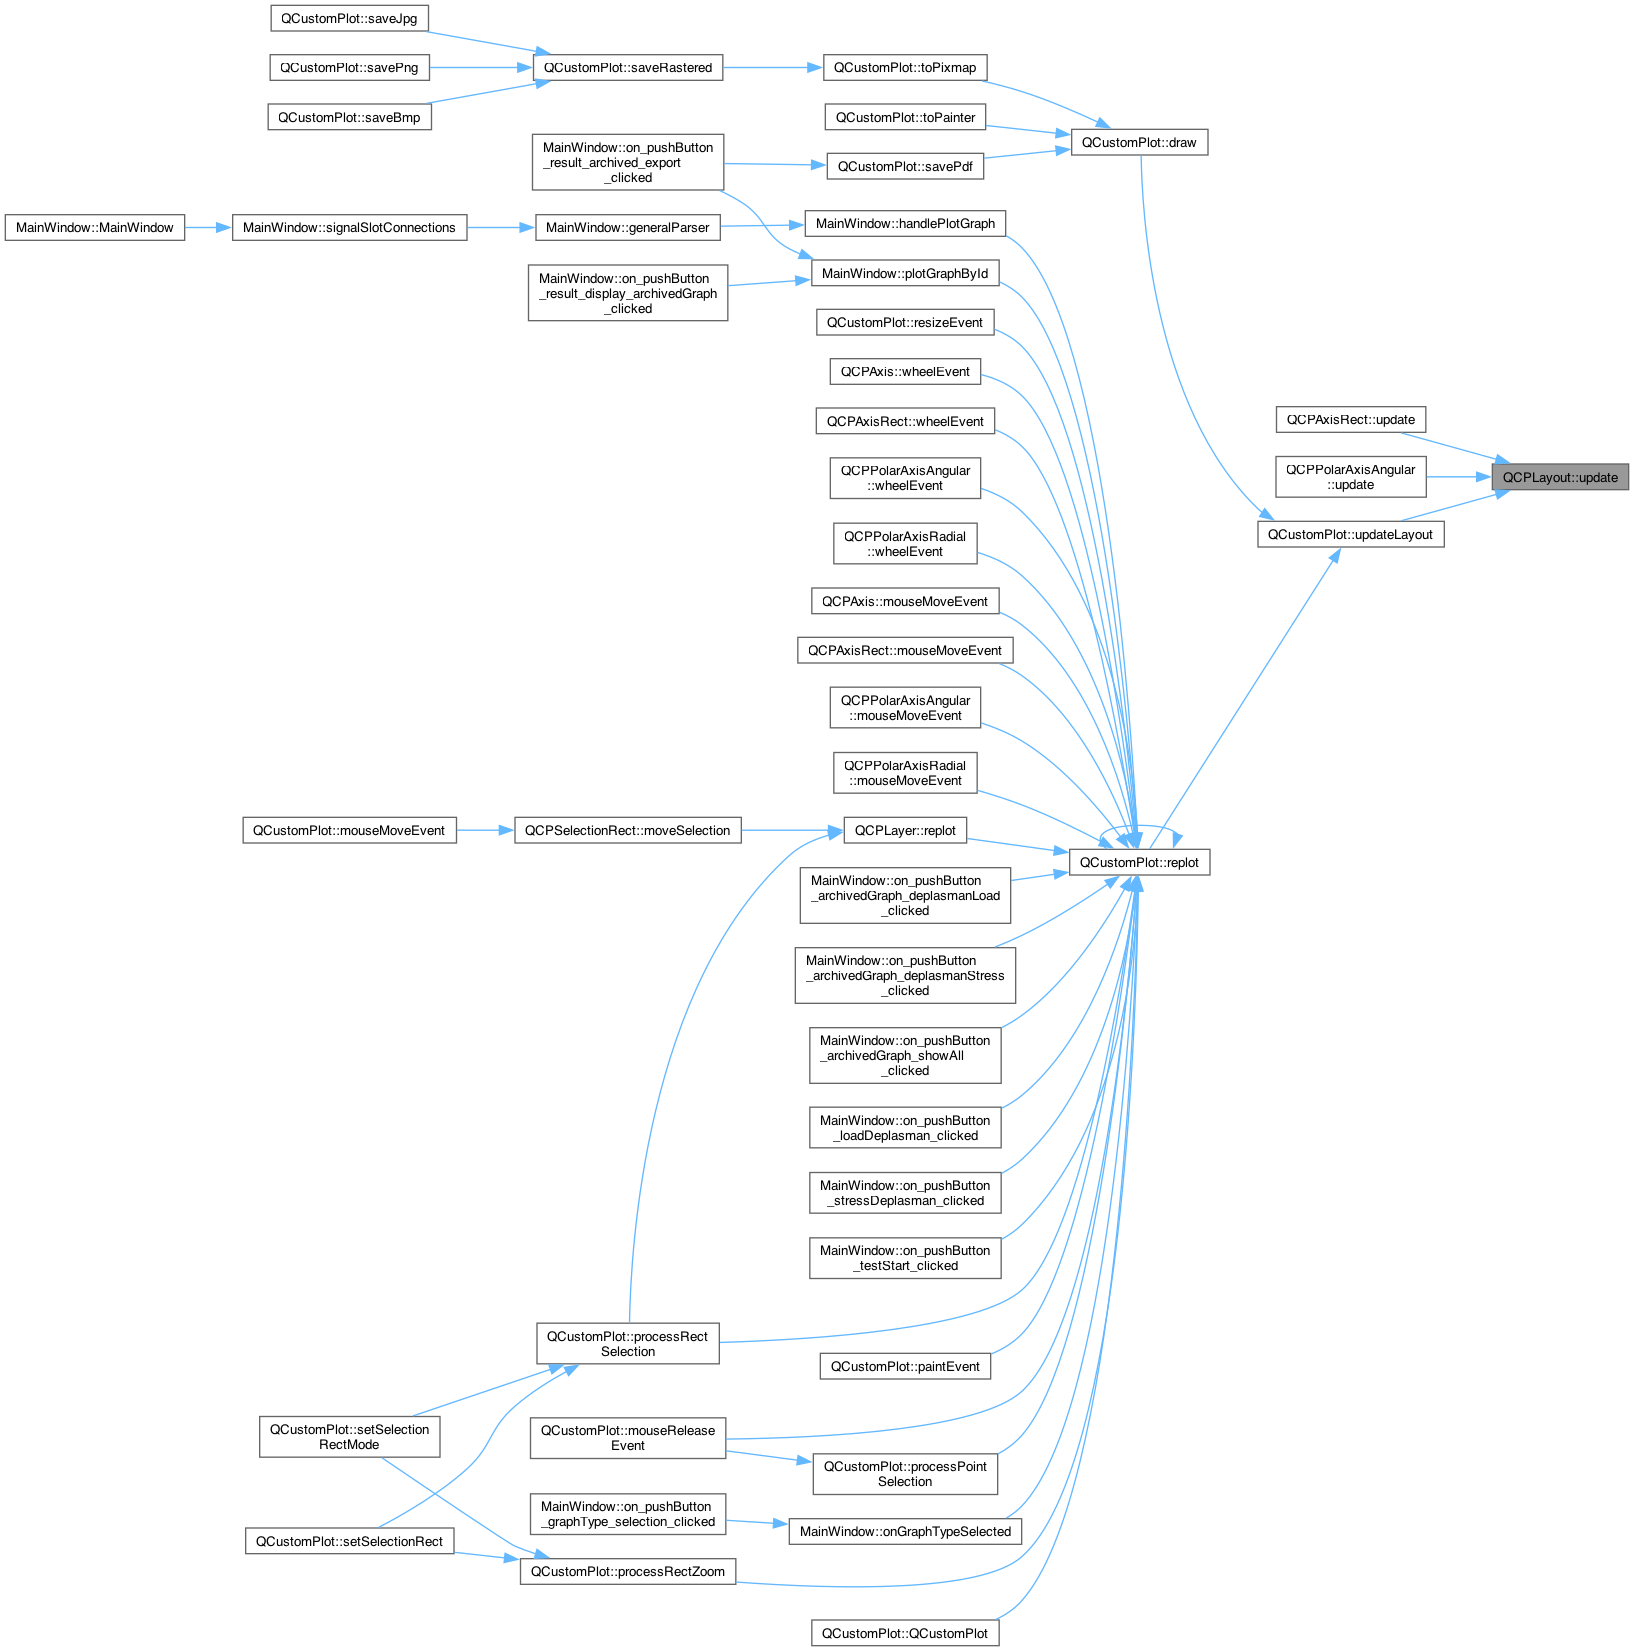 QCustomPlot::saveJpg
QCustomPlot::savePng
QCustomPlot::saveRastered
QCustomPlot::toPixmap
QCustomPlot::saveBmp
QCustomPlot::toPainter
QCustomPlot::draw
MainWindow::on_pushButton
_result_archived_export
_clicked
QCustomPlot::savePdf
MainWindow::MainWindow
MainWindow::signalSlotConnections
MainWindow::generalParser
MainWindow::handlePlotGraph
MainWindow::plotGraphById
MainWindow::on_pushButton
_result_display_archivedGraph
_clicked
QCustomPlot::resizeEvent
QCPAxis::wheelEvent
QCPAxisRect::wheelEvent
QCPAxisRect::update
QCPPolarAxisAngular
::wheelEvent
QCPPolarAxisAngular
::update
QCPLayout::update
QCustomPlot::updateLayout
QCPPolarAxisRadial
::wheelEvent
QCPAxis::mouseMoveEvent
QCPAxisRect::mouseMoveEvent
QCPPolarAxisAngular
::mouseMoveEvent
QCPPolarAxisRadial
::mouseMoveEvent
QCustomPlot::mouseMoveEvent
QCPSelectionRect::moveSelection
QCPLayer::replot
QCustomPlot::replot
MainWindow::on_pushButton
_archivedGraph_deplasmanLoad
_clicked
MainWindow::on_pushButton
_archivedGraph_deplasmanStress
_clicked
MainWindow::on_pushButton
_archivedGraph_showAll
_clicked
MainWindow::on_pushButton
_loadDeplasman_clicked
MainWindow::on_pushButton
_stressDeplasman_clicked
MainWindow::on_pushButton
_testStart_clicked
QCustomPlot::processRect
Selection
QCustomPlot::paintEvent
QCustomPlot::setSelection
RectMode
QCustomPlot::mouseRelease
Event
QCustomPlot::processPoint
Selection
MainWindow::on_pushButton
_graphType_selection_clicked
MainWindow::onGraphTypeSelected
QCustomPlot::setSelectionRect
QCustomPlot::processRectZoom
QCustomPlot::QCustomPlot